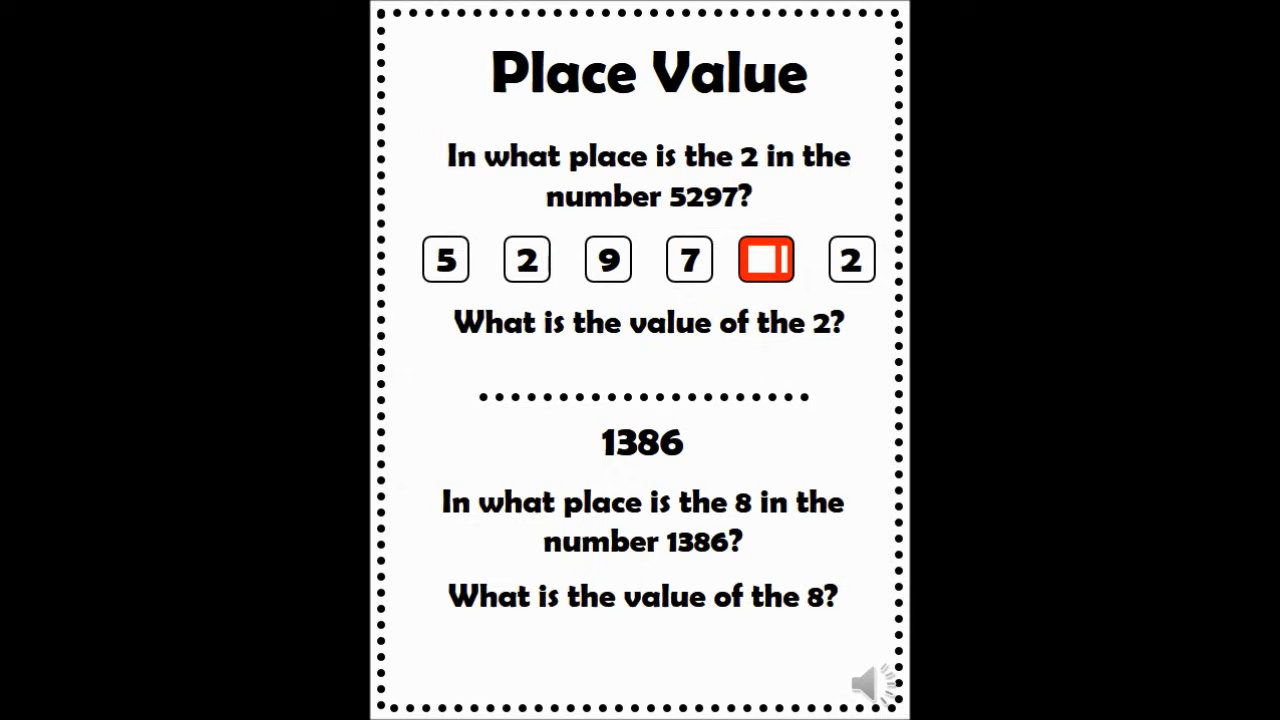 Place Value
In what place is the 2 in the
number 5297?
5 2 9 7 2
What is the value of the 2?
1386
In what place is the 8 in the
number 1386?
What is the value of the 8?